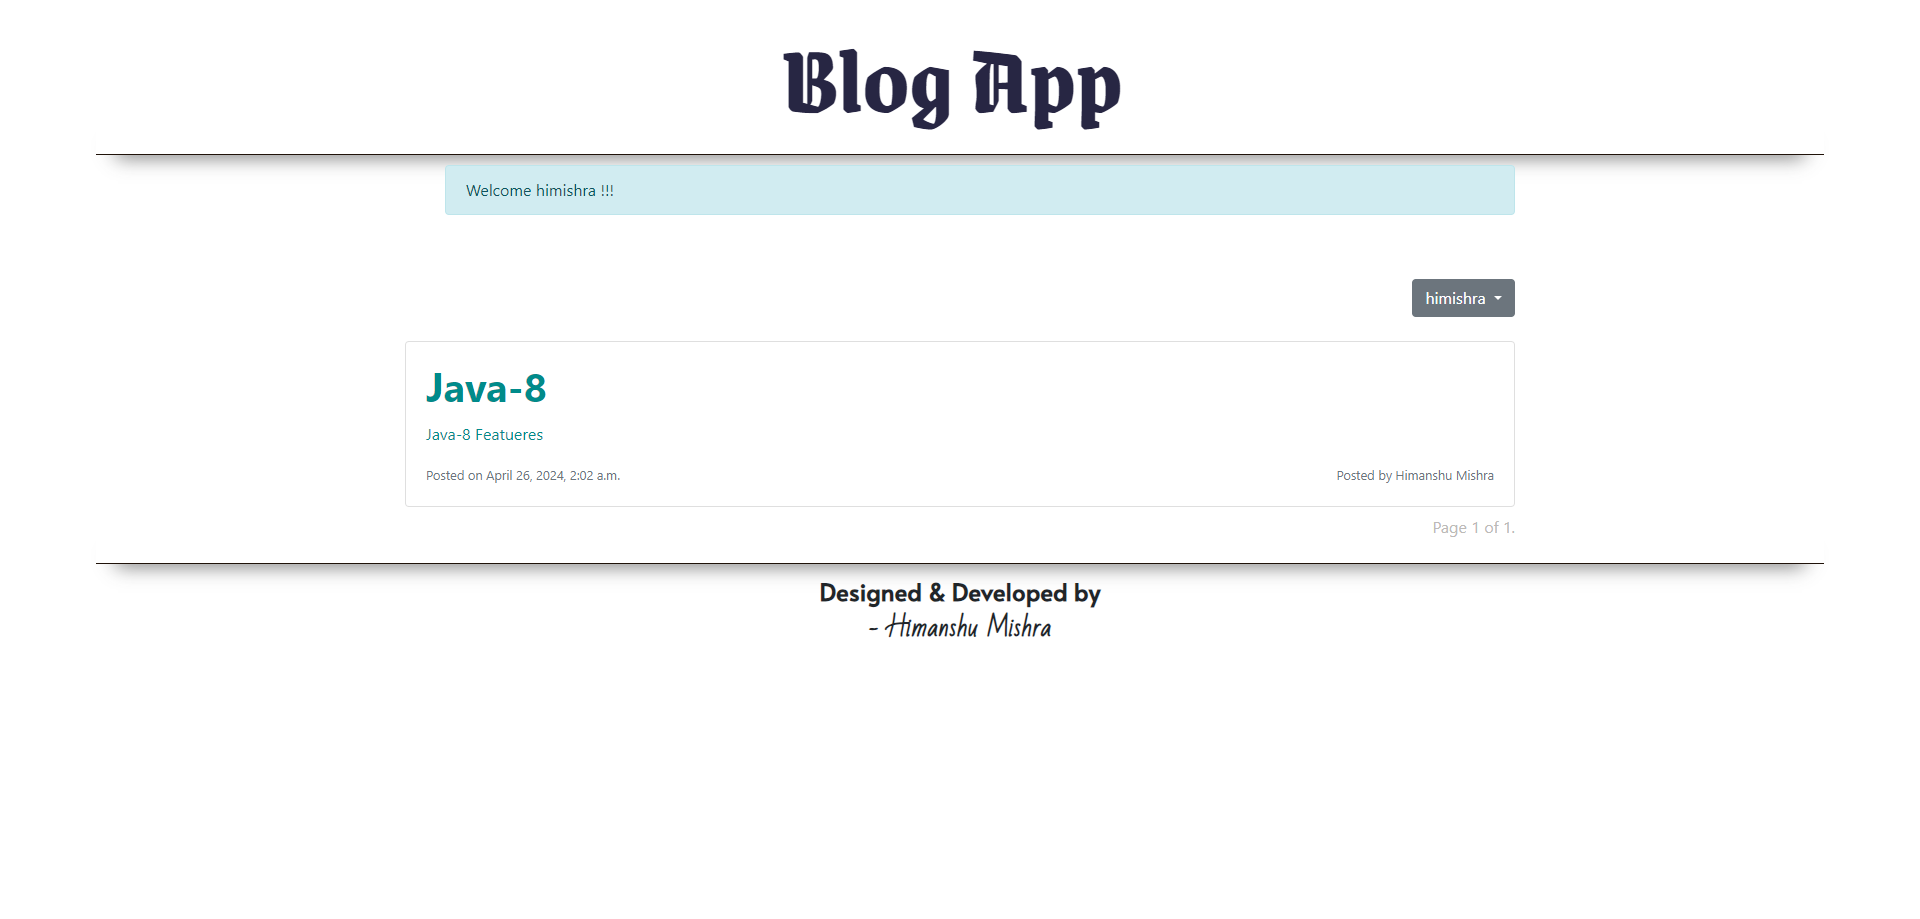 Blog App
Welcome himishra !!!
himishra
Java-8
Java-8 Featueres
Posted on April 26, 2024, 2:02 a.m.
Posted by Himanshu Mishra
Page 1 of 1.
Designed & Developed by
- Himanshu Mishra